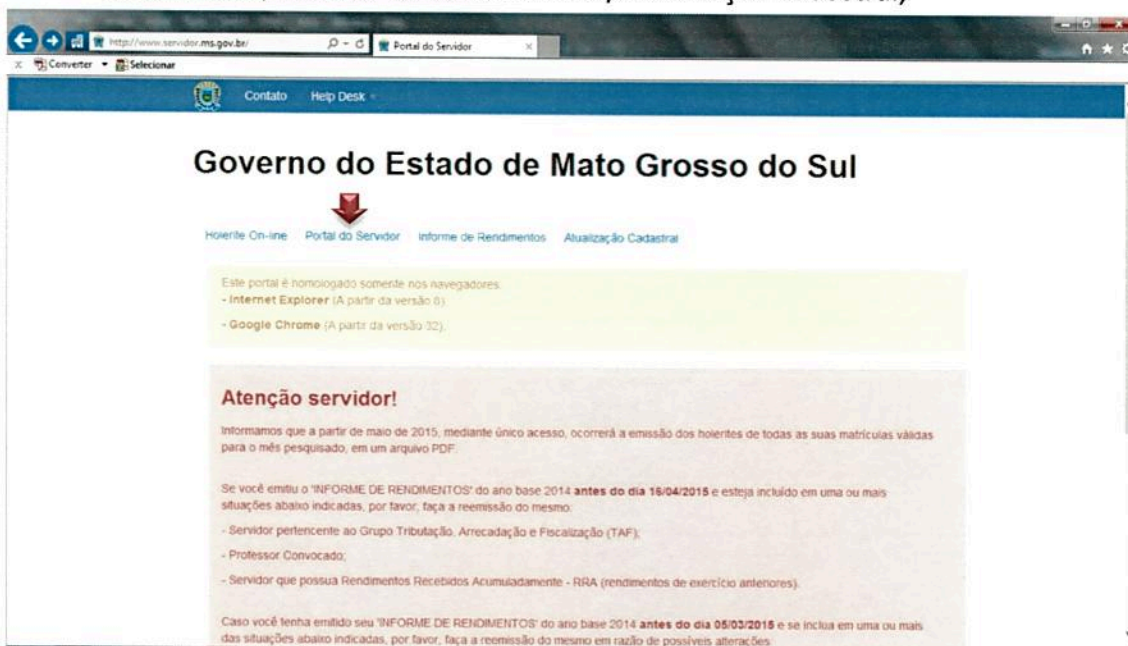 http://www.servidor.ms.gov.br/
Portal do Servidor
Converter
Selecionar
Contato
Help Desk
Governo do Estado de Mato Grosso do Sul
Holerite On-line
Portal do Servidor
Informe de Rendimentos
Atualização Cadastral
Este portal é homologado somente nos navegadores:
- Internet Explorer (A partir da versão 8).
- Google Chrome (A partir da versão 32).
Atenção servidor!
Informamos que a partir de maio de 2015, mediante único acesso, ocorrerá a emissão dos holerites de todas as suas matrículas válidas
para o mês pesquisado, em um arquivo PDF.
Se você emitiu o 'INFORME DE RENDIMENTOS' do ano base 2014 antes do dia 16/04/2015 e esteja incluído em uma ou mais
situações abaixo indicadas, por favor, faça a reemissão do mesmo:
- Servidor pertencente ao Grupo Tributação, Arrecadação e Fiscalização (TAF);
- Professor Convocado;
- Servidor que possua Rendimentos Recebidos Acumuladamente - RRA (rendimentos de exercício anteriores).
Caso você tenha emitido seu 'INFORME DE RENDIMENTOS' do ano base 2014 antes do dia 05/03/2015 e se inclua em uma ou mais
das situações abaixo indicadas, por favor, faça a reemissão do mesmo em razão de possíveis alterações: